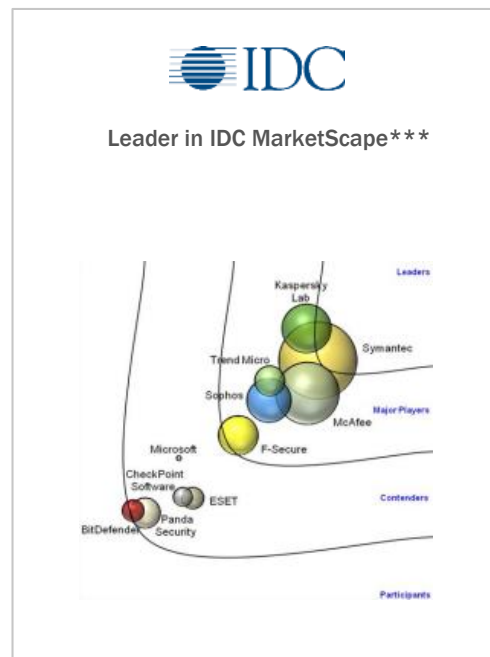 IDC
Leader in IDC MarketScape***
Leaders
Kaspersky
Lab
Symantec
Trend Micro
Sophos
Major Players
McAfee
F-Secure
Microsoft
CheckPoint
Software
ESET
Contenders
Panda
Security
BitDefender
Participants